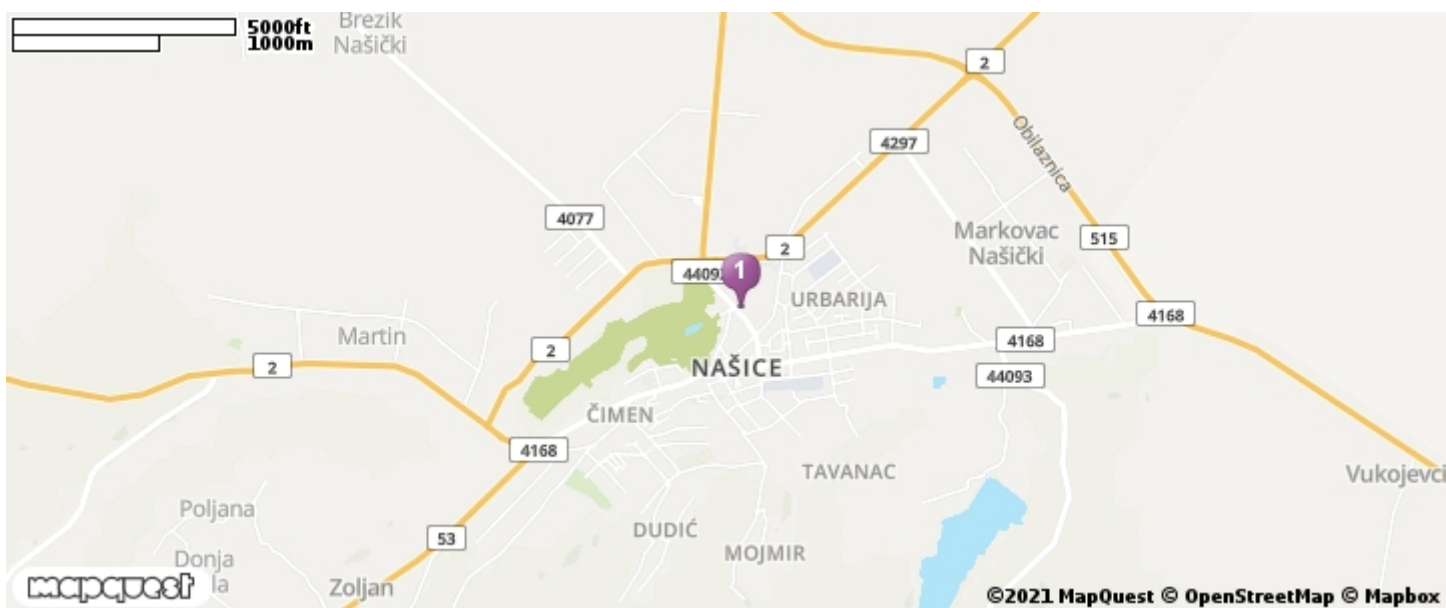 5000ft
1000m
Brezik
Našički
2
4297
Obilaznica
4077
Markovac
Našički
515
2
44093
1
URBARIJA
4168
Martin
4168
2
2
NAŠICE
44093
ČIMEN
4168
TAVANAC
Vukojevci
Poljana
DUDIĆ
53
MOJMIR
Donja
la
Zoljan
mapquest
©2021 MapQuest © OpenStreetMap © Mapbox